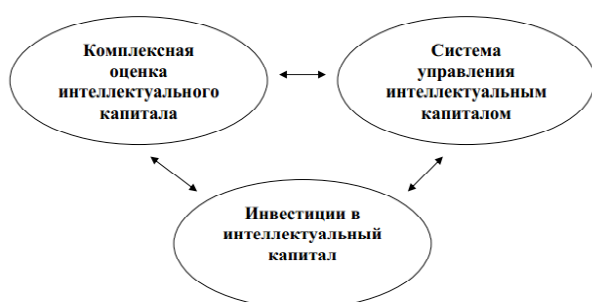 Комплексная
оценка
интеллектуального
капитала
Система
управления
интеллектуальным
капиталом
Инвестиции в
интеллектуальный
капитал